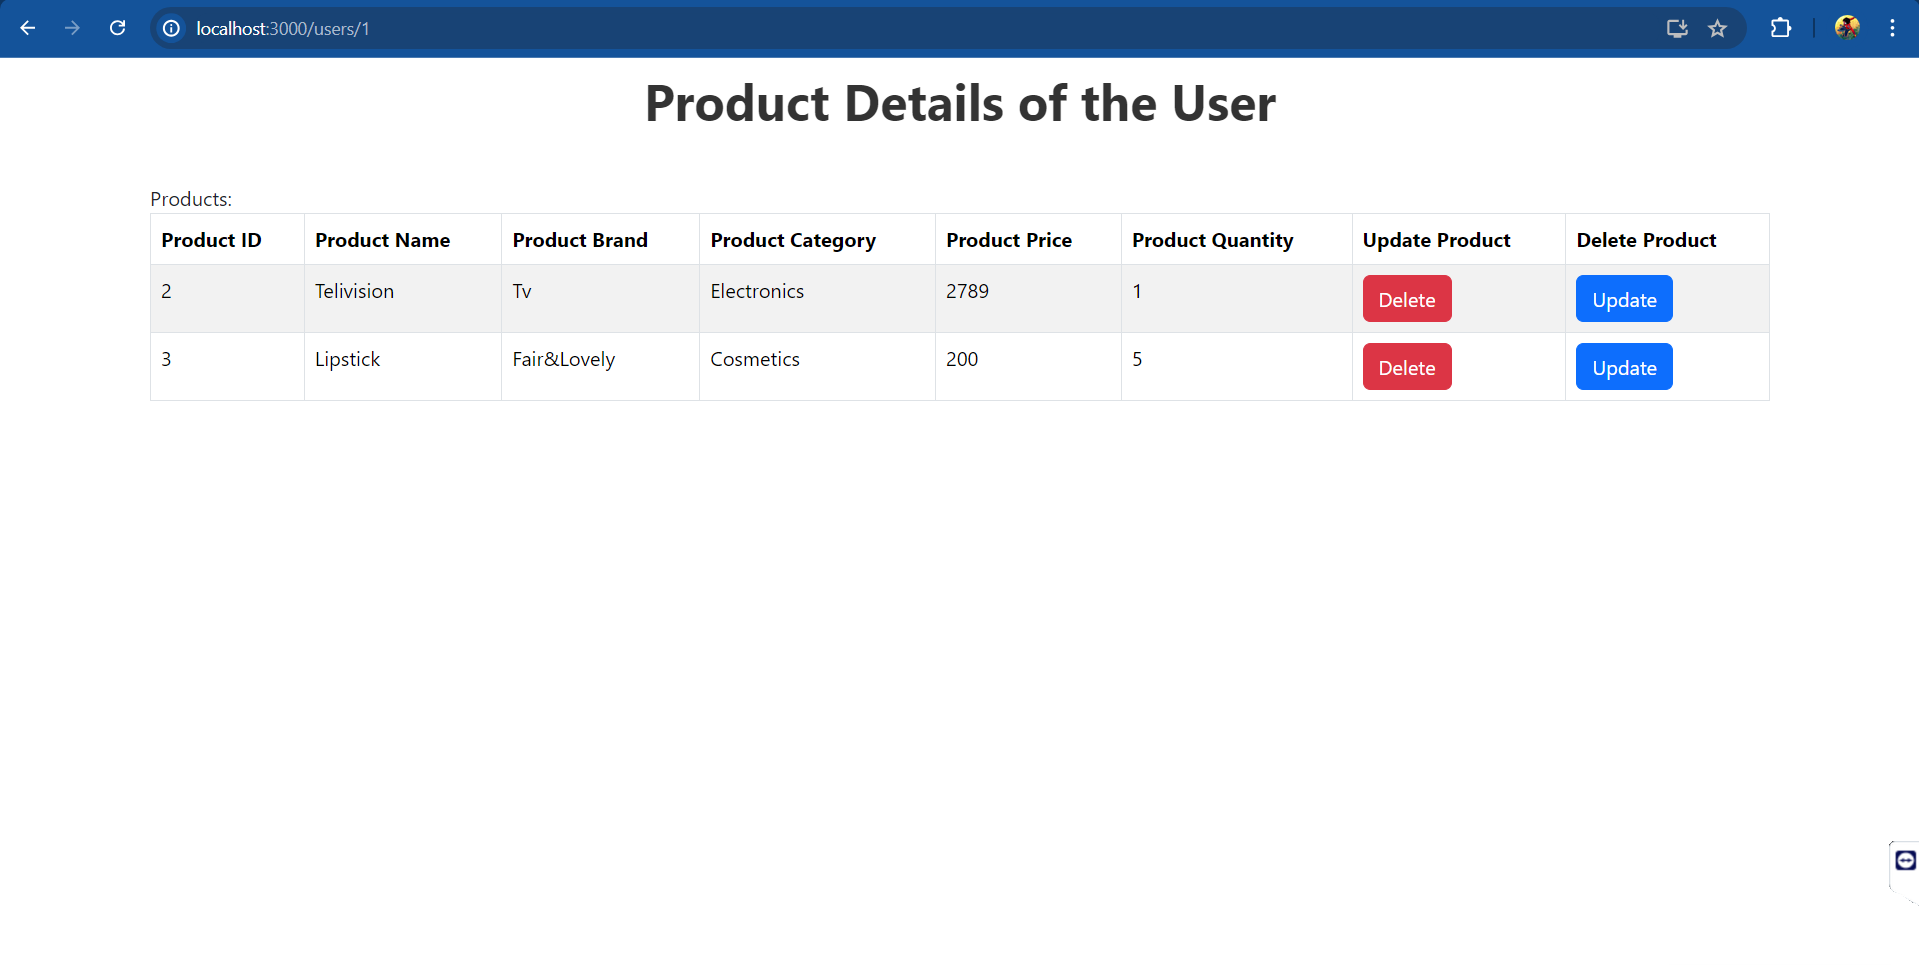 localhost:3000/users/1
Product Details of the User
Products:
Product ID Product Name Product Brand Product Category Product Price Product Quantity Update Product Delete Product
2 Telivision Tv Electronics 2789 1 Delete Update
3 Lipstick Fair&Lovely Cosmetics 200 5 Delete Update